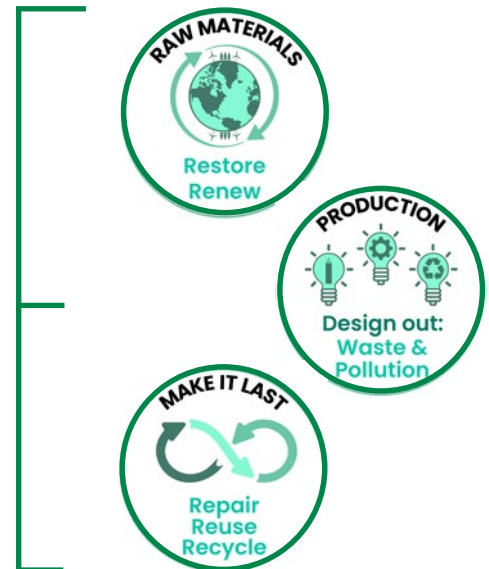 RAW MATERIALS
Restore
Renew
PRODUCTION
Design out:
Waste &
Pollution
MAKE IT LAST
Repair
Reuse
Recycle